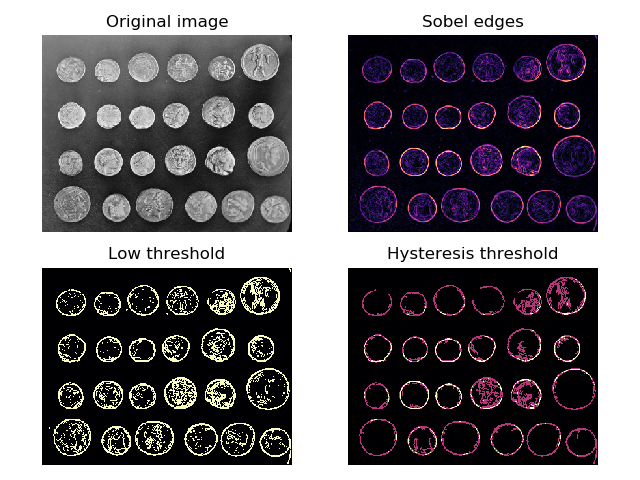 Original image
Sobel edges
Low threshold
Hysteresis threshold